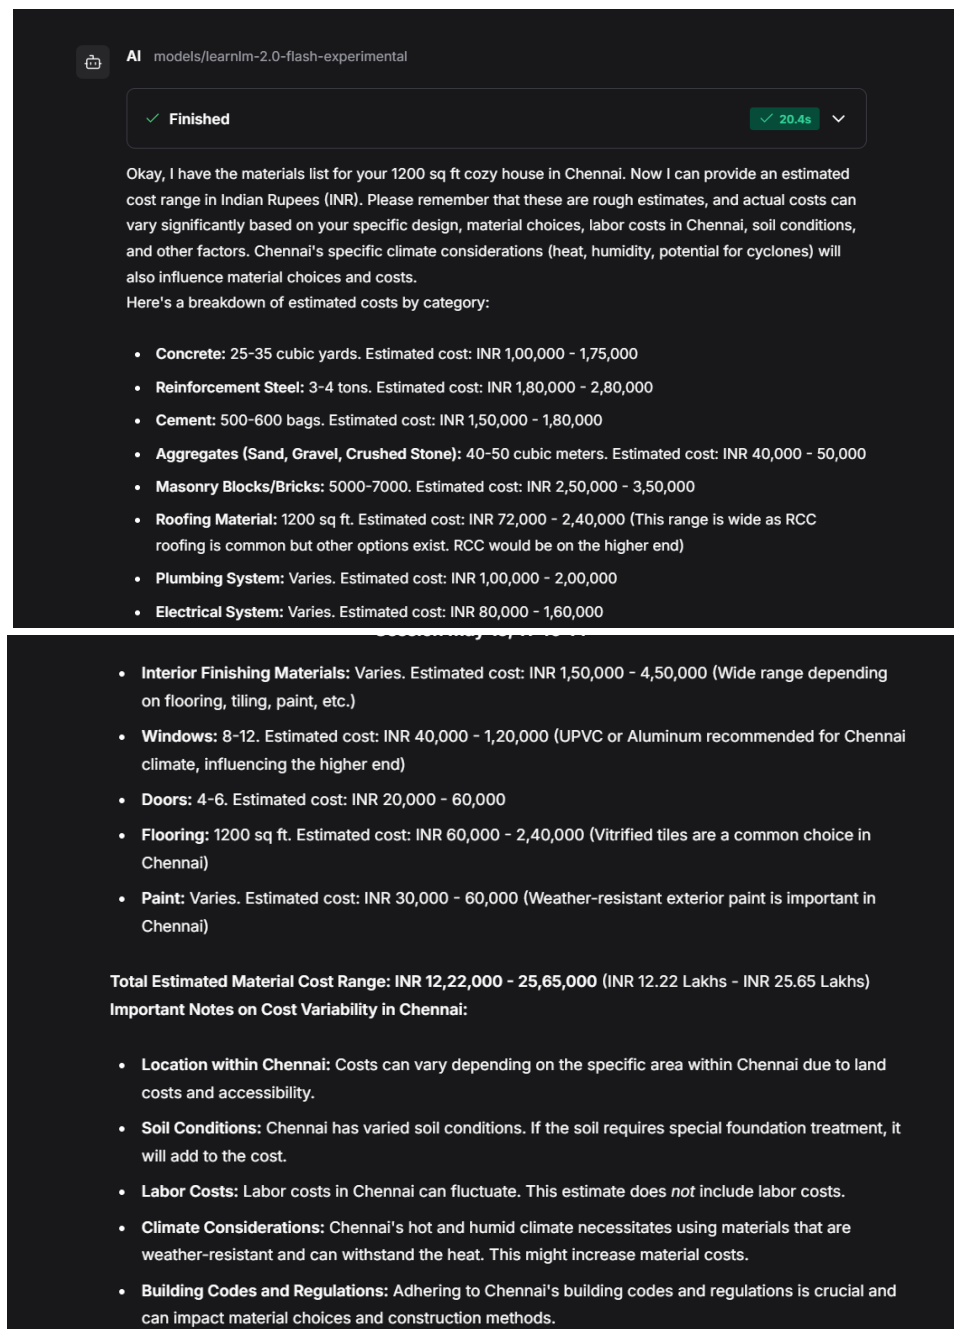 AI models/learnlm-2.0-flash-experimental
Finished 20.4s
Okay, I have the materials list for your 1200 sq ft cozy house in Chennai. Now I can provide an estimated
cost range in Indian Rupees (INR). Please remember that these are rough estimates, and actual costs can
vary significantly based on your specific design, material choices, labor costs in Chennai, soil conditions,
and other factors. Chennai's specific climate considerations (heat, humidity, potential for cyclones) will
also influence material choices and costs.
Here's a breakdown of estimated costs by category:
• Concrete: 25-35 cubic yards. Estimated cost: INR 1,00,000 - 1,75,000
• Reinforcement Steel: 3-4 tons. Estimated cost: INR 1,80,000 - 2,80,000
• Cement: 500-600 bags. Estimated cost: INR 1,50,000 - 1,80,000
• Aggregates (Sand, Gravel, Crushed Stone): 40-50 cubic meters. Estimated cost: INR 40,000 - 50,000
• Masonry Blocks/Bricks: 5000-7000. Estimated cost: INR 2,50,000 - 3,50,000
• Roofing Material: 1200 sq ft. Estimated cost: INR 72,000 - 2,40,000 (This range is wide as RCC
roofing is common but other options exist. RCC would be on the higher end)
• Plumbing System: Varies. Estimated cost: INR 1,00,000 - 2,00,000
• Electrical System: Varies. Estimated cost: INR 80,000 - 1,60,000
• Interior Finishing Materials: Varies. Estimated cost: INR 1,50,000 - 4,50,000 (Wide range depending
on flooring, tiling, paint, etc.)
• Windows: 8-12. Estimated cost: INR 40,000 - 1,20,000 (UPVC or Aluminum recommended for Chennai
climate, influencing the higher end)
• Doors: 4-6. Estimated cost: INR 20,000 - 60,000
• Flooring: 1200 sq ft. Estimated cost: INR 60,000 - 2,40,000 (Vitrified tiles are a common choice in
Chennai)
• Paint: Varies. Estimated cost: INR 30,000 - 60,000 (Weather-resistant exterior paint is important in
Chennai)
Total Estimated Material Cost Range: INR 12,22,000 - 25,65,000 (INR 12.22 Lakhs - INR 25.65 Lakhs)
Important Notes on Cost Variability in Chennai:
• Location within Chennai: Costs can vary depending on the specific area within Chennai due to land
costs and accessibility.
• Soil Conditions: Chennai has varied soil conditions. If the soil requires special foundation treatment, it
will add to the cost.
• Labor Costs: Labor costs in Chennai can fluctuate. This estimate does not include labor costs.
• Climate Considerations: Chennai's hot and humid climate necessitates using materials that are
weather-resistant and can withstand the heat. This might increase material costs.
• Building Codes and Regulations: Adhering to Chennai's building codes and regulations is crucial and
can impact material choices and construction methods.